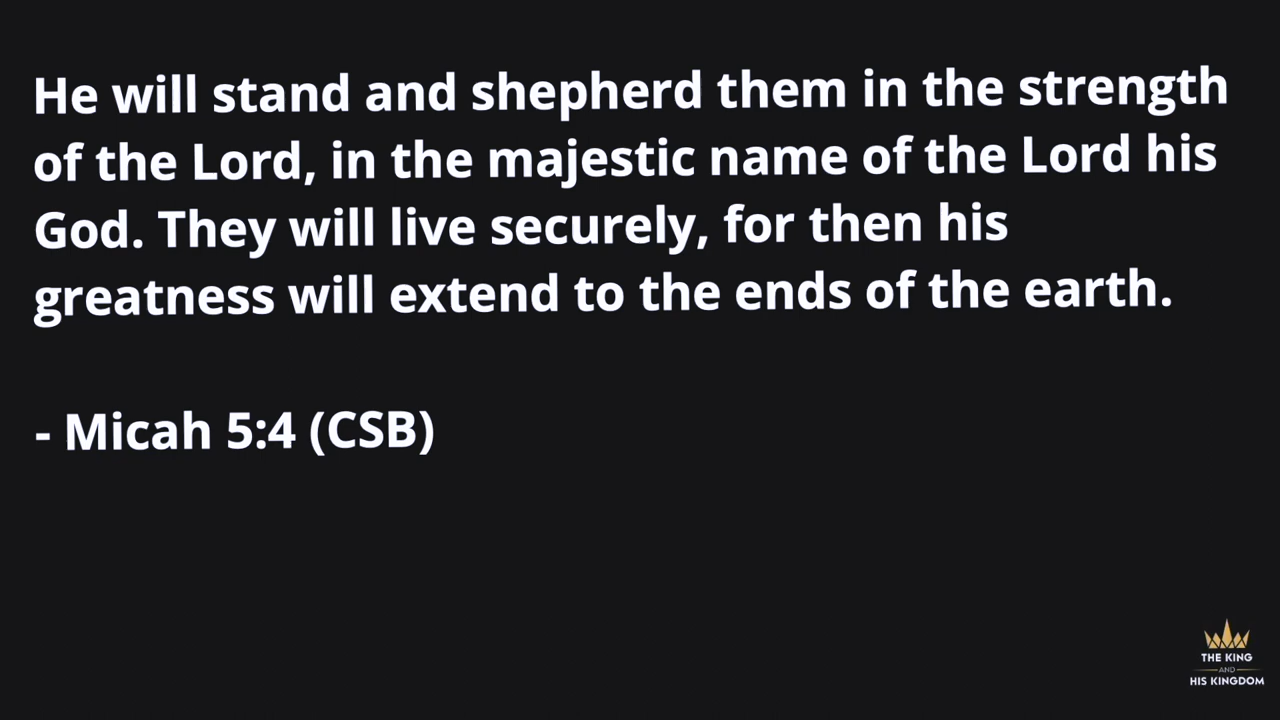 He will stand and shepherd them in the strength
of the Lord, in the majestic name of the Lord his
God. They will live securely, for then his
greatness will extend to the ends of the earth.
- Micah 5:4 (CSB)
THE KING
AND
HIS KINGDOM